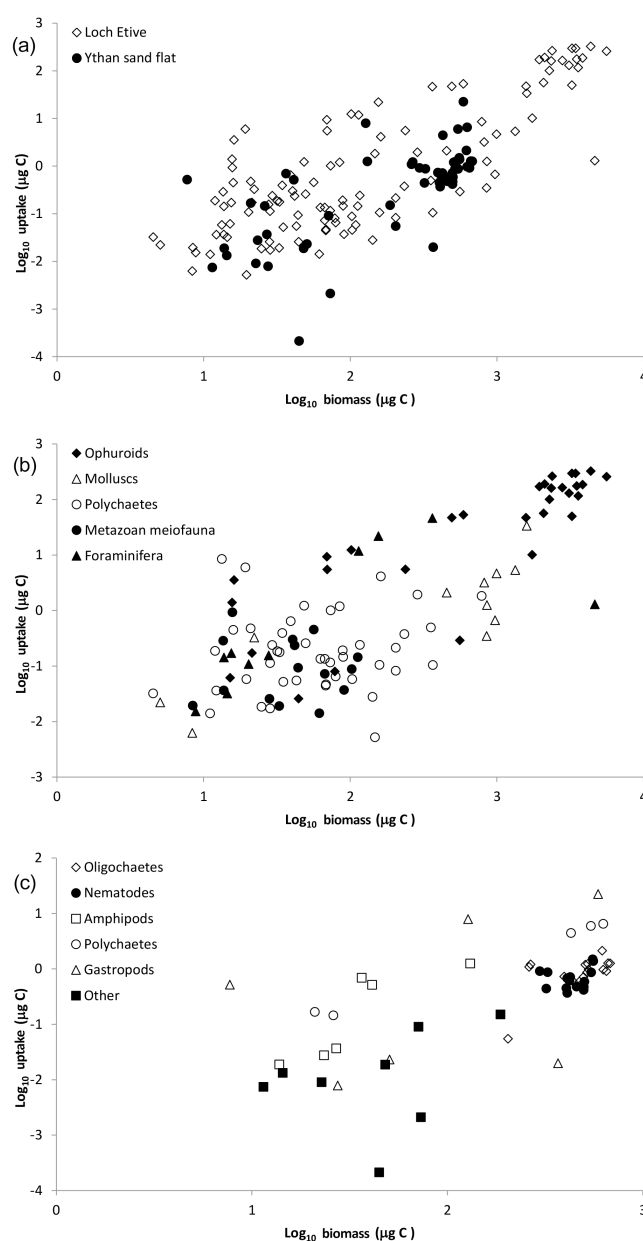 (a)
Loch Etive
Ythan sand flat
3
2
1
0
-1
-2
-3
-4
Log₁₀ uptake (µg C)
0 1 2 3 4
Log₁₀ biomass (µg C )
(b)
Ophuroids
Molluscs
Polychaetes
Metazoan meiofauna
Foraminifera
3
2
1
0
-1
-2
-3
Log₁₀ uptake (µg C)
0 1 2 3 4
Log₁₀ biomass (µg C )
(c)
Oligochaetes
Nematodes
Amphipods
Polychaetes
Gastropods
Other
2
1
0
-1
-2
-3
-4
Log₁₀ uptake (µg C)
0 1 2 3
Log₁₀ biomass (µg C )